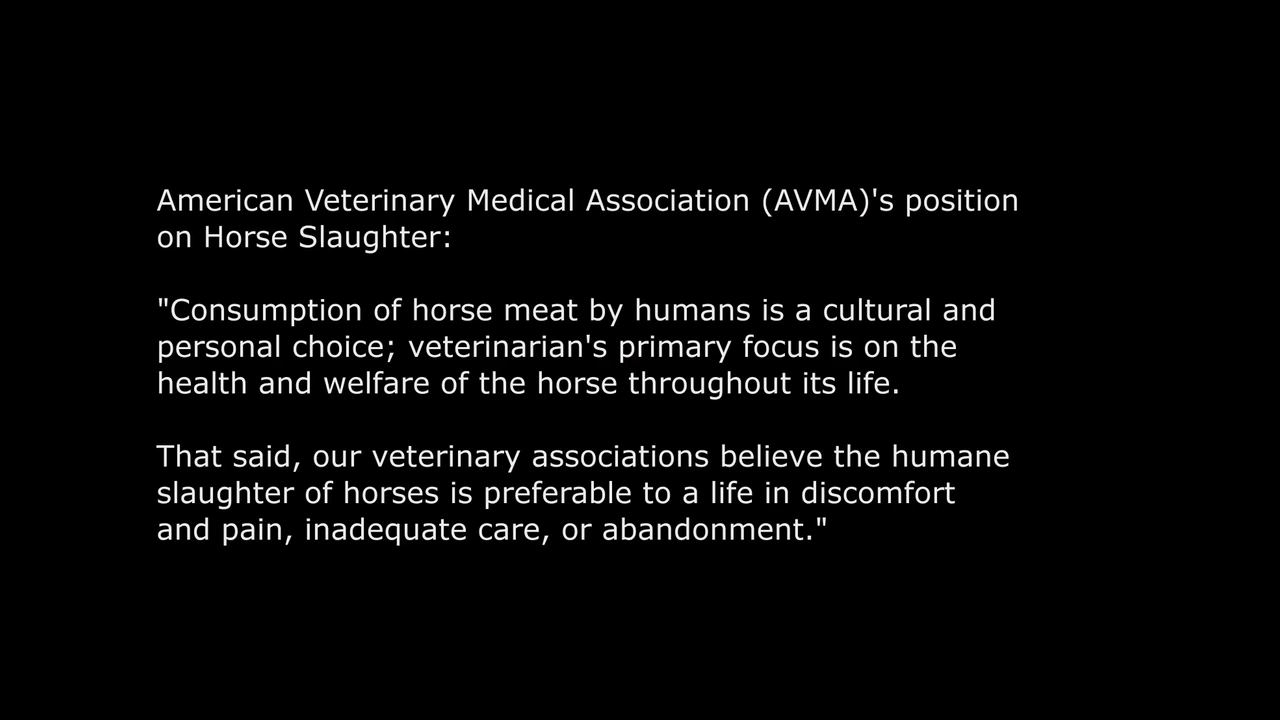 American Veterinary Medical Association (AVMA)'s position
on Horse Slaughter:
"Consumption of horse meat by humans is a cultural and
personal choice; veterinarian's primary focus is on the
health and welfare of the horse throughout its life.
That said, our veterinary associations believe the humane
slaughter of horses is preferable to a life in discomfort
and pain, inadequate care, or abandonment."